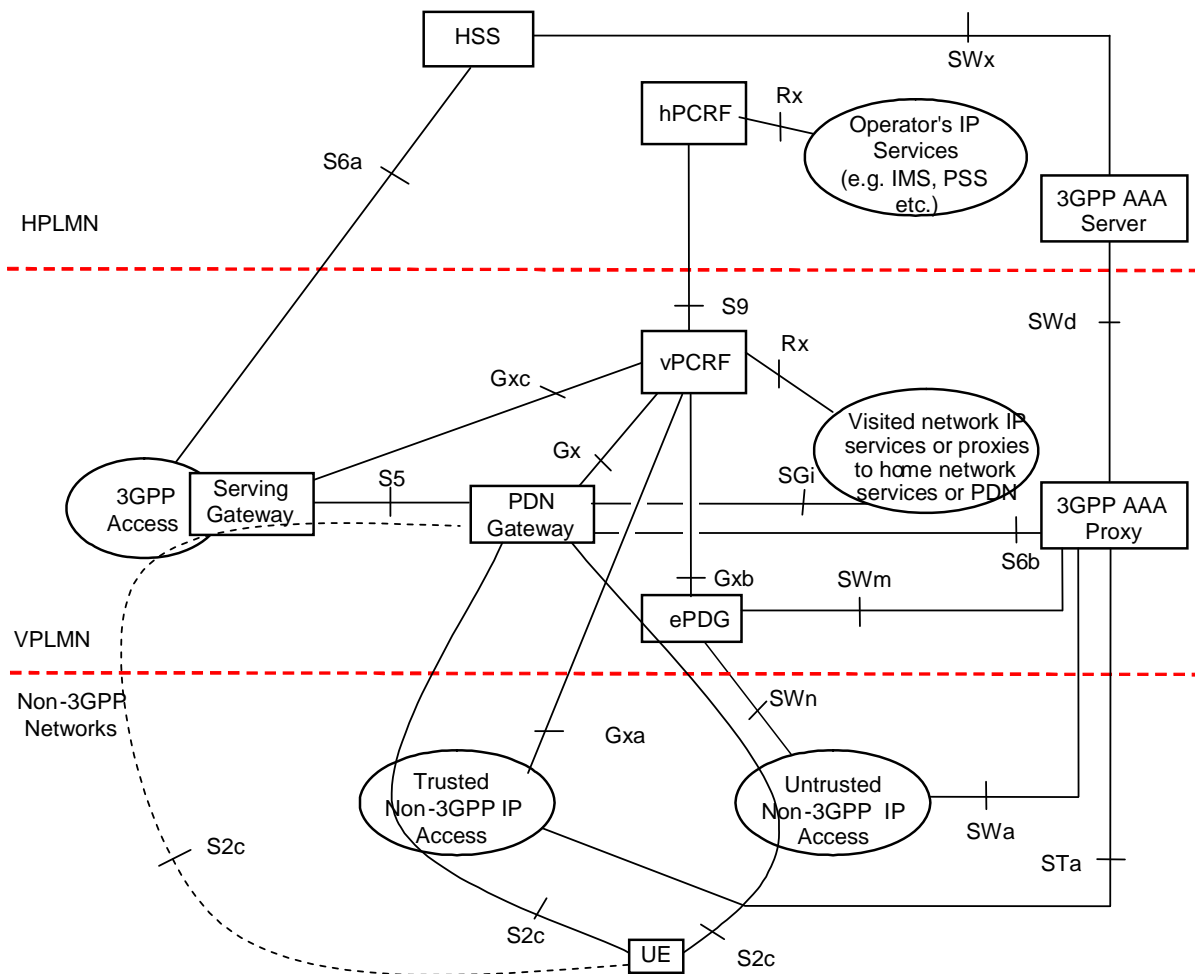 HSS
SWx
hPCRF
Rx
Operator's IP
Services
(e.g. IMS, PSS
etc.)
S6a
3GPP AAA
Server
HPLMN
S9
SWd
vPCRF
Rx
Gxc
Visited network IP
services or proxies
to home network
services or PDN
Gx
SGi
S5
3GPP
Access
Serving
Gateway
PDN
Gateway
3GPP AAA
Proxy
S6b
Gxb
SWm
ePDG
VPLMN
Non-3GPP
Networks
SWn
Gxa
Trusted
Non-3GPP IP
Access
Untrusted
Non-3GPP IP
Access
SWa
S2c
STa
S2c
S2c
UE